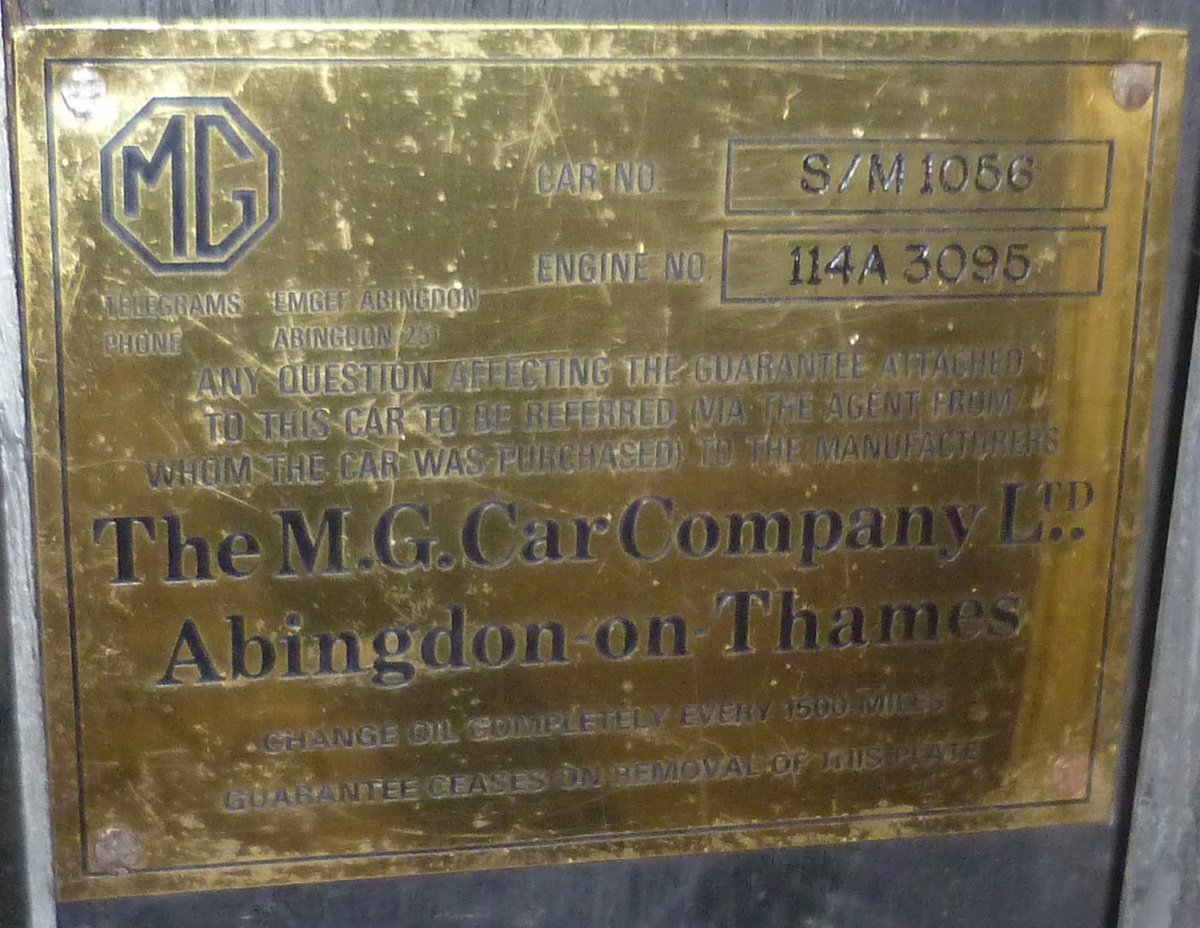 MG
CAR NO. S/M 1056
ENGINE NO. 114A 3095
TELEGRAMS EMGEE ABINGDON
PHONE ABINGDON 251
ANY QUESTION AFFECTING THE GUARANTEE ATTACHED
TO THIS CAR TO BE REFERRED (VIA THE AGENT FROM
WHOM THE CAR WAS PURCHASED) TO THE MANUFACTURERS
The M.G. Car Company LTD..
Abingdon-on-Thames
CHANGE OIL COMPLETELY EVERY 1500 MILES
GUARANTEE CEASES ON REMOVAL OF THIS PLATE